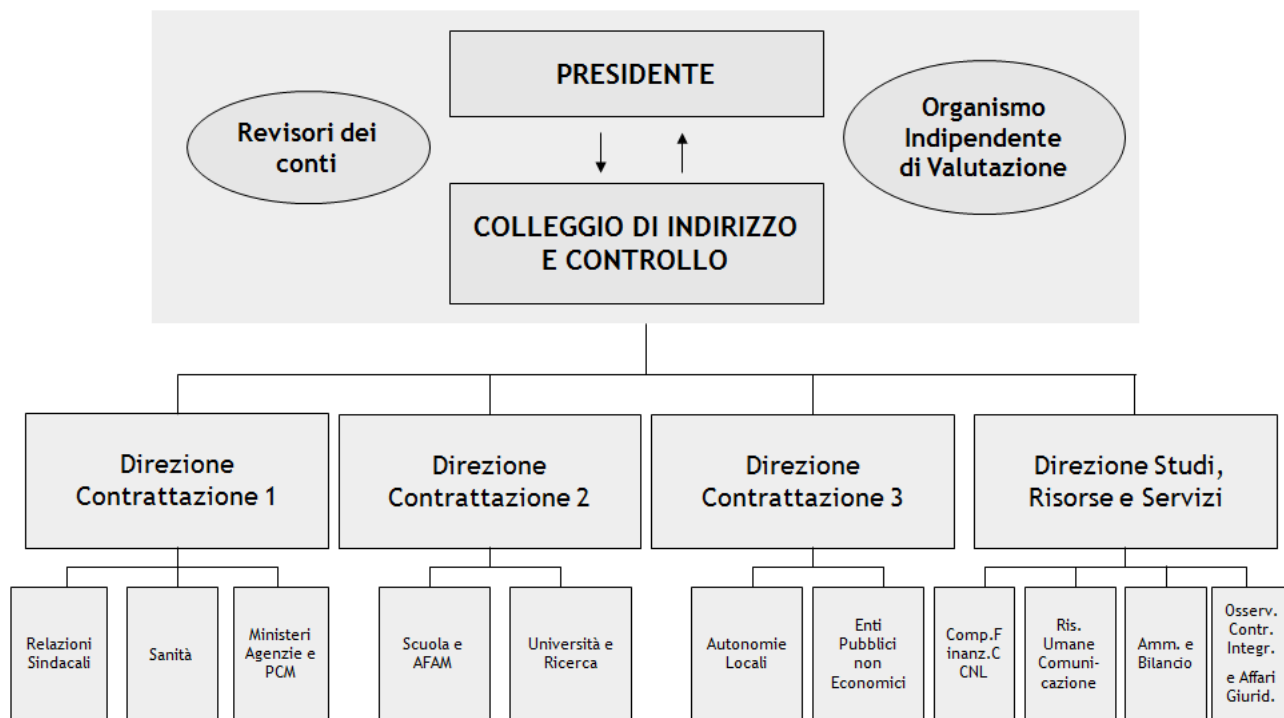 PRESIDENTE
Revisori dei
conti
Organismo
Indipendente
di Valutazione
COLLEGGIO DI INDIRIZZO
E CONTROLLO
Direzione
Contrattazione 1
Direzione
Contrattazione 2
Direzione
Contrattazione 3
Direzione Studi,
Risorse e Servizi
Relazioni
Sindacali
Sanità
Ministeri
Agenzie e
PCM
Scuola e
AFAM
Università e
Ricerca
Autonomie
Locali
Enti
Pubblici
non
Economici
Comp.F
inanz.C
CNL
Ris.
Umane
Comuni-
cazione
Amm. e
Bilancio
Osserv.
Contr.
Integr.
e Affari
Giurid.